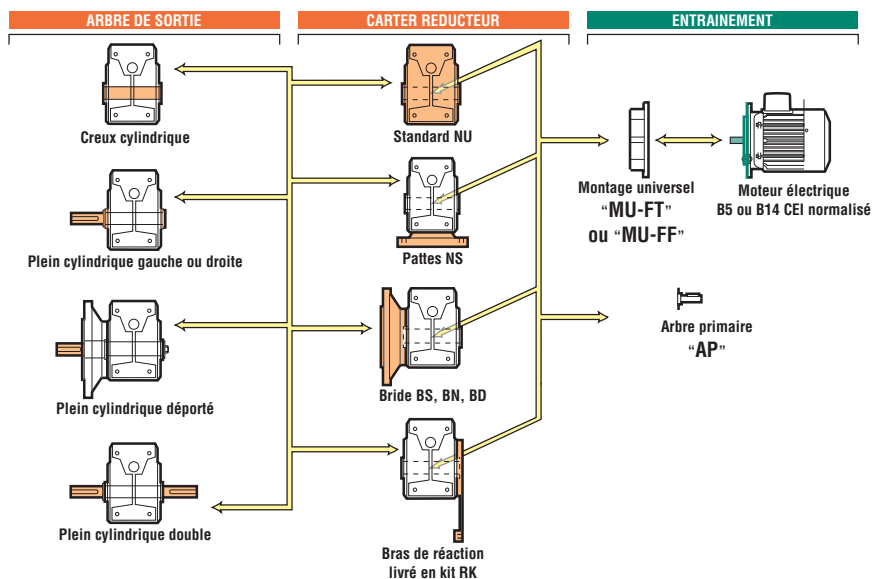 ARBRE DE SORTIE
CARTER REDUCTEUR
ENTRAINEMENT
Creux cylindrique
Standard NU
Montage universel
“MU-FT”
ou “MU-FF”
Moteur électrique
B5 ou B14 CEI normalisé
Plein cylindrique gauche ou droite
Pattes NS
Arbre primaire
“AP”
Plein cylindrique déporté
Bride BS, BN, BD
Plein cylindrique double
Bras de réaction
livré en kit RK